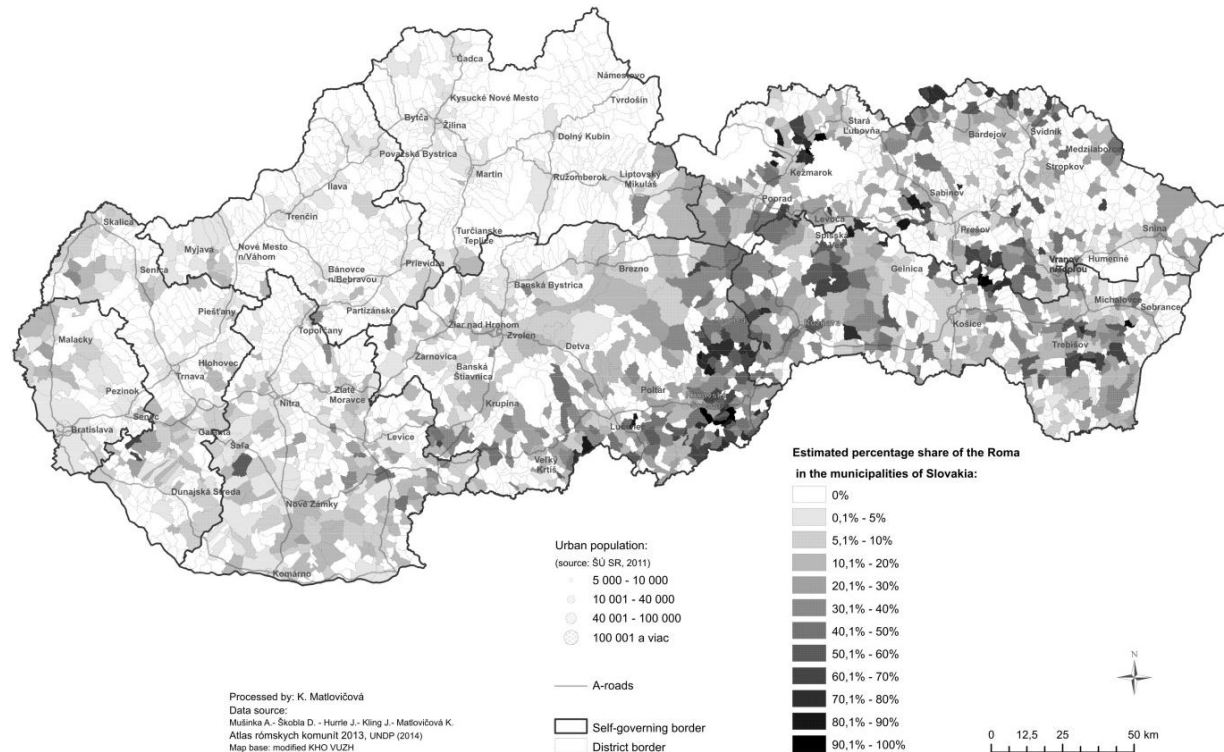 Čadca
Námestovo
Kysucké Nové Mesto
Tvrdošín
Bytča
Žilina
Dolný Kubín
Považská Bystrica
Martin
Ružomberok
Liptovský
Mikuláš
Stará
Ľubovňa
Bardejov
Svidník
Medzilaborce
Stropkov
Kežmarok
Sabinov
Poprad
Levoča
Prešov
Snina
Ilava
Trenčín
Skalica
Turčianske
Teplice
Myjava
Nové Mesto
n/Váhom
Senica
Prievidza
Bánovce
n/Bebravou
Brezno
Banská Bystrica
Gelnica
Vranov
Humenné
Michalovce
Sobrance
Piešťany
Partizánske
Topoľčany
Žiar nad Hronom
Zvolen
Košice
Malacky
Detva
Trebišov
Hlohovec
Trnava
Žarnovica
Banská
Štiavnica
Pezinok
Zlaté
Moravce
Nitra
Krupina
Poltár
Senec
Bratislava
Galanta
Šaľa
Levice
Lučenec
Veľký
Krtíš
Dunajská Streda
Nové Zámky
Komárno
Estimated percentage share of the Roma
in the municipalities of Slovakia:
0%
0,1% - 5%
5,1% - 10%
10,1% - 20%
20,1% - 30%
30,1% - 40%
40,1% - 50%
50,1% - 60%
60,1% - 70%
70,1% - 80%
80,1% - 90%
90,1% - 100%
Urban population:
(source: ŠÚ SR, 2011)
5 000 - 10 000
10 001 - 40 000
40 001 - 100 000
100 001 a viac
A-roads
Self-governing border
District border
Processed by: K. Matlovičová
Data source:
Mušinka A.- Škobla D. - Hurrle J.- Kling J.- Matlovičová K.
Atlas rómskych komunít 2013, UNDP (2014)
Map base: modified KHO VUZH
N
0 12,5 25 50 km